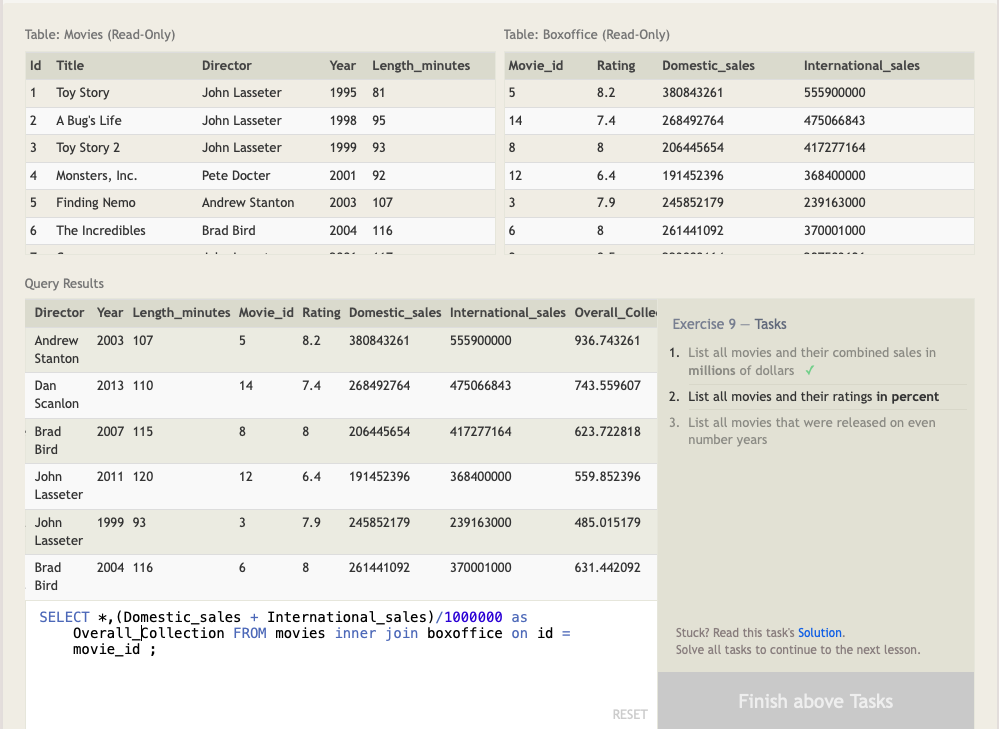 Table: Movies (Read-Only)
Table: Boxoffice (Read-Only)
Id Title Director Year Length_minutes
1 Toy Story John Lasseter 1995 81
2 A Bug's Life John Lasseter 1998 95
3 Toy Story 2 John Lasseter 1999 93
4 Monsters, Inc. Pete Docter 2001 92
5 Finding Nemo Andrew Stanton 2003 107
6 The Incredibles Brad Bird 2004 116
Movie_id Rating Domestic_sales International_sales
5 8.2 380843261 555900000
14 7.4 268492764 475066843
8 8 206445654 417277164
12 6.4 191452396 368400000
3 7.9 245852179 239163000
6 8 261441092 370001000
Query Results
Director Year Length_minutes Movie_id Rating Domestic_sales International_sales Overall_Colle
Andrew Stanton 2003 107 5 8.2 380843261 555900000 936.743261
Dan Scanlon 2013 110 14 7.4 268492764 475066843 743.559607
Brad Bird 2007 115 8 8 206445654 417277164 623.722818
John Lasseter 2011 120 12 6.4 191452396 368400000 559.852396
John Lasseter 1999 93 3 7.9 245852179 239163000 485.015179
Brad Bird 2004 116 6 8 261441092 370001000 631.442092
SELECT *,(Domestic_sales + International_sales)/1000000 as
Overall_Collection FROM movies inner join boxoffice on id =
movie_id ;
RESET
Exercise 9 — Tasks
1. List all movies and their combined sales in
millions of dollars ✓
2. List all movies and their ratings in percent
3. List all movies that were released on even
number years
Stuck? Read this task's Solution.
Solve all tasks to continue to the next lesson.
Finish above Tasks